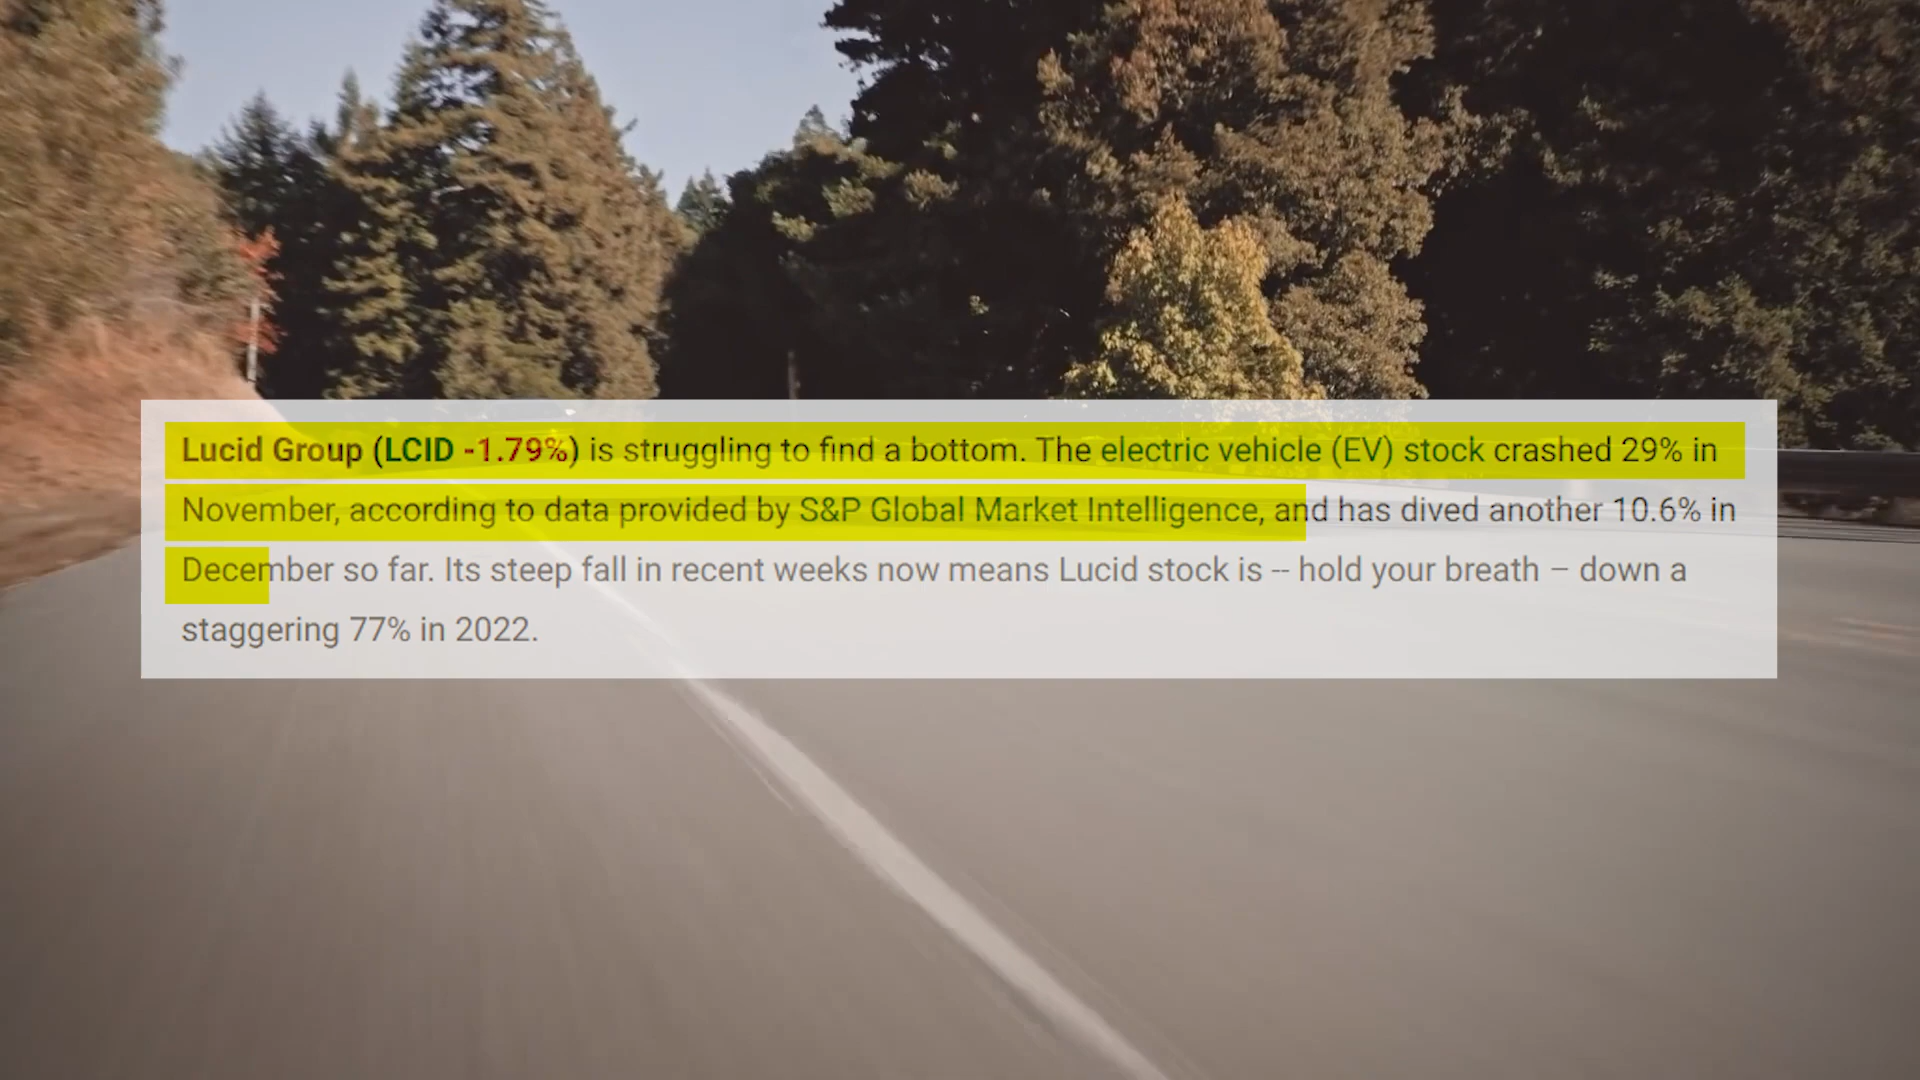 Lucid Group (LCID -1.79%) is struggling to find a bottom. The electric vehicle (EV) stock crashed 29% in
November, according to data provided by S&P Global Market Intelligence, and has dived another 10.6% in
December so far. Its steep fall in recent weeks now means Lucid stock is -- hold your breath – down a
staggering 77% in 2022.